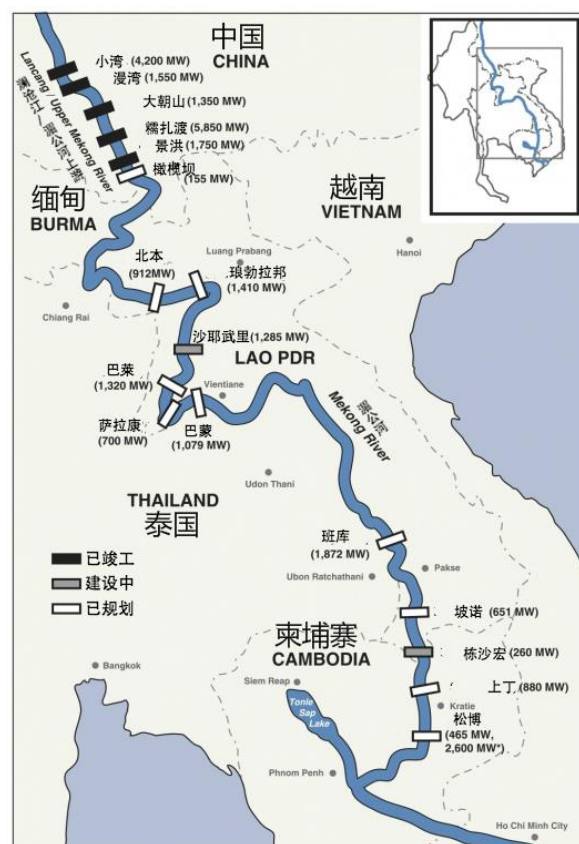 中国
CHINA
小湾 (4,200 MW)
漫湾 (1,550 MW)
大朝山 (1,350 MW)
糯扎渡 (5,850 MW)
景洪 (1,750 MW)
橄榄坝
(155 MW)
Lancang / Upper Mekong River
澜沧江/湄公河上游
缅甸
BURMA
越南
VIETNAM
Hanoi
北本
(912MW)
Luang Prabang
琅勃拉邦
(1,410 MW)
Chiang Rai
沙耶武里 (1,285 MW)
LAO PDR
巴莱
(1,320 MW)
Vientiane
萨拉康
(700 MW)
巴蒙
(1,079 MW)
湄公河
Mekong River
Udon Thani
THAILAND
泰国
班库
(1,872 MW)
已竣工
建设中
已规划
Ubon Ratchathani
Pakse
坡诺 (651 MW)
柬埔寨
CAMBODIA
栋沙宏 (260 MW)
Bangkok
Siem Reap
上丁 (880 MW)
Tonle
Sap
Lake
Kratie
松博
(465 MW,
2,600 MW*)
Phnom Penh
Ho Chi Minh City